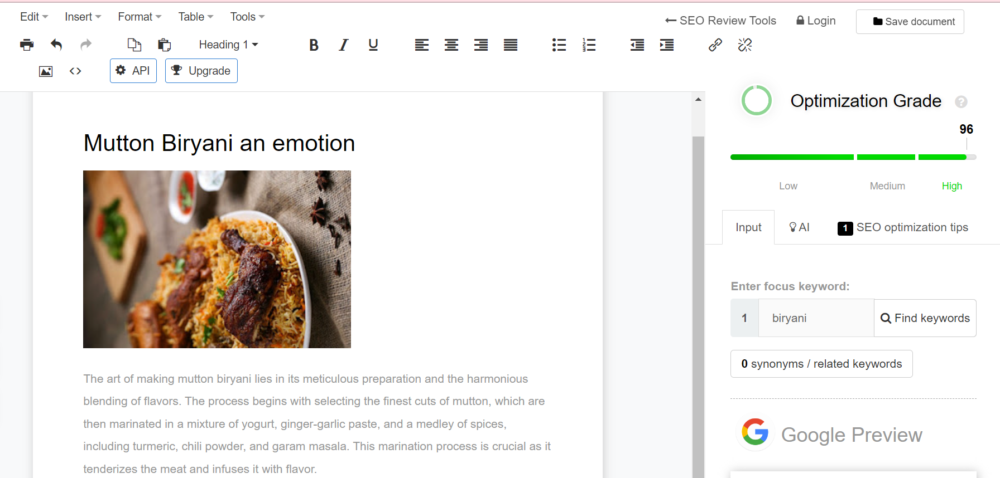 Edit Insert Format Table Tools
SEO Review Tools Login Save document
Heading 1 B I U
API Upgrade
Mutton Biryani an emotion
The art of making mutton biryani lies in its meticulous preparation and the harmonious
blending of flavors. The process begins with selecting the finest cuts of mutton, which are
then marinated in a mixture of yogurt, ginger-garlic paste, and a medley of spices,
including turmeric, chili powder, and garam masala. This marination process is crucial as it
tenderizes the meat and infuses it with flavor.
Optimization Grade ?
96
Low Medium High
Input AI 1 SEO optimization tips
Enter focus keyword:
1 biryani Find keywords
0 synonyms / related keywords
Google Preview